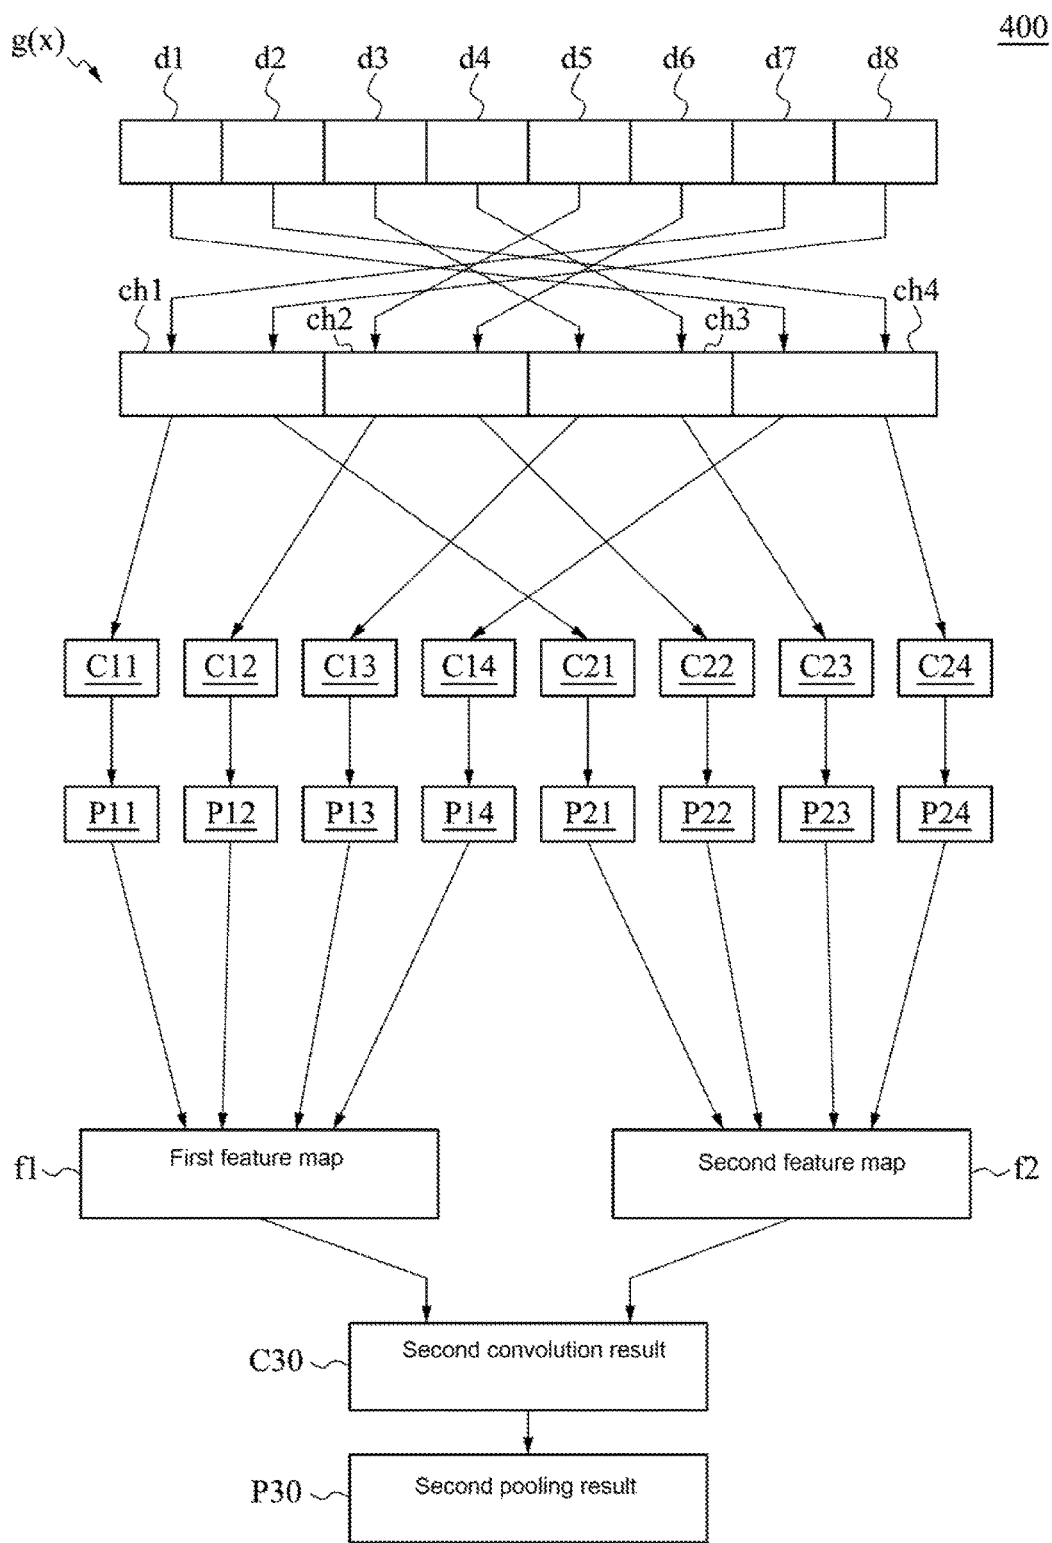 400
g(x)
d1 d2 d3 d4 d5 d6 d7 d8
ch1 ch2 ch3 ch4
C11 C12 C13 C14 C21 C22 C23 C24
P11 P12 P13 P14 P21 P22 P23 P24
f1 First feature map Second feature map f2
C30 Second convolution result
P30 Second pooling result